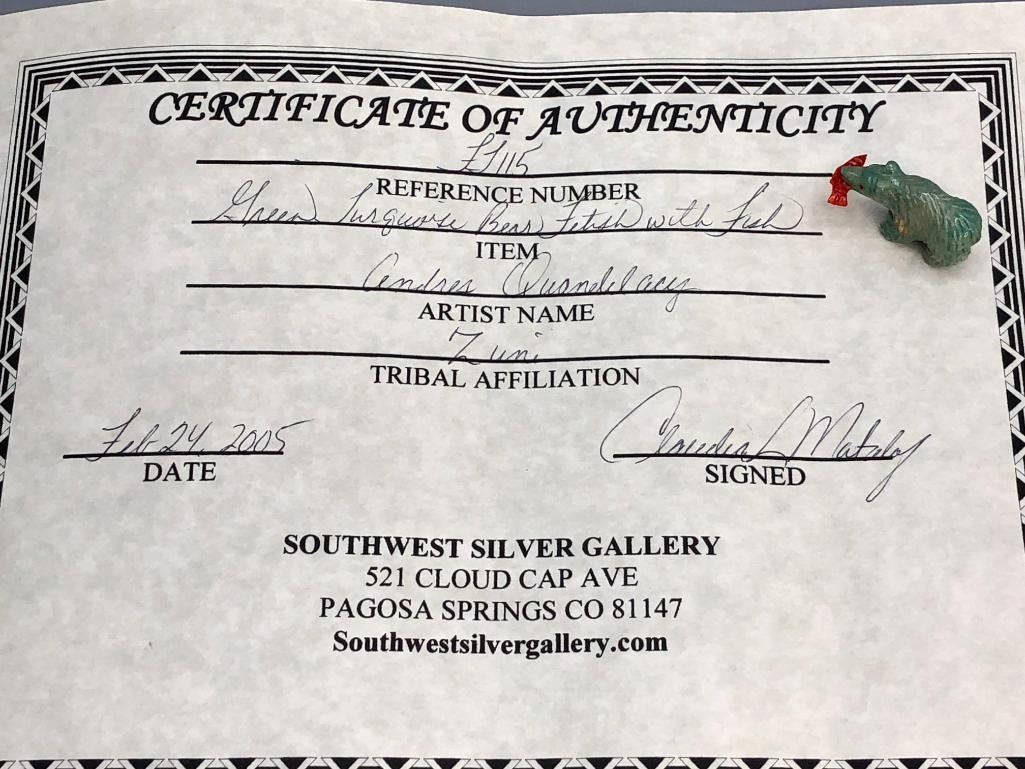 CERTIFICATE OF AUTHENTICITY
REFERENCE NUMBER
Green Turquoise Bear Fetish with Fish
ITEM
Andres Quandelacy
ARTIST NAME
Zuni
TRIBAL AFFILIATION
Feb 24, 2005
DATE
Claudia
SIGNED
SOUTHWEST SILVER GALLERY
521 CLOUD CAP AVE
PAGOSA SPRINGS CO 81147
Southwestsilvergallery.com